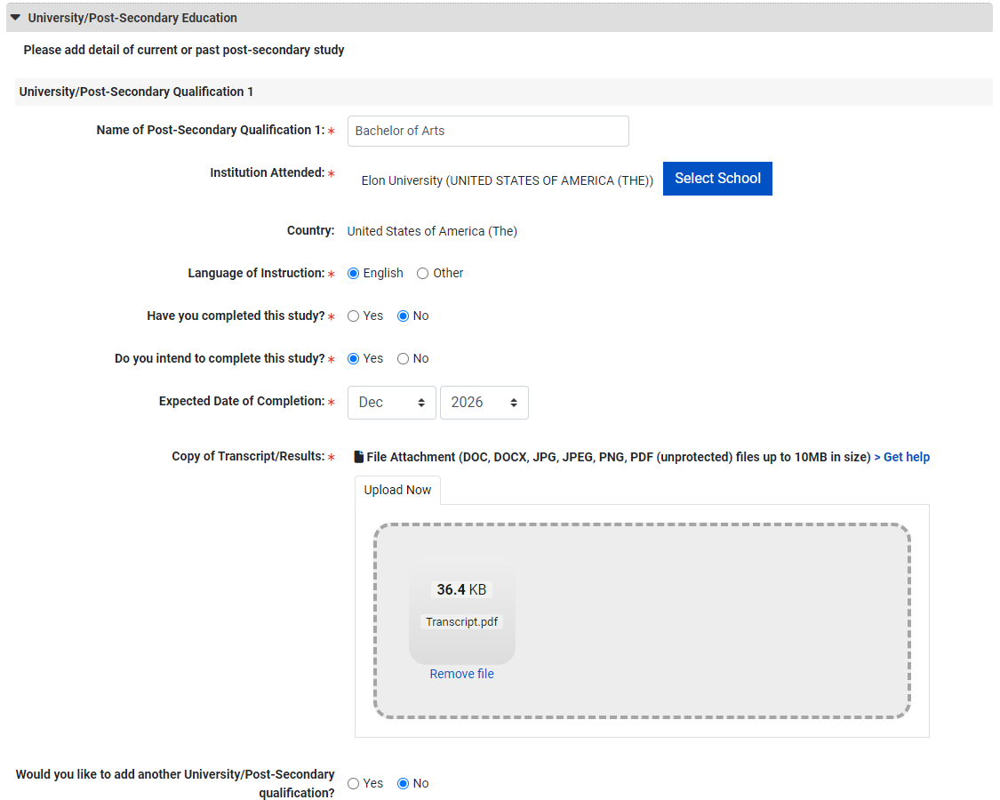 University/Post-Secondary Education
Please add detail of current or past post-secondary study
University/Post-Secondary Qualification 1
Name of Post-Secondary Qualification 1: * Bachelor of Arts
Institution Attended: * Elon University (UNITED STATES OF AMERICA (THE)) Select School
Country: United States of America (The)
Language of Instruction: * English Other
Have you completed this study? * Yes No
Do you intend to complete this study? * Yes No
Expected Date of Completion: * Dec 2026
Copy of Transcript/Results: * File Attachment (DOC, DOCX, JPG, JPEG, PNG, PDF (unprotected) files up to 10MB in size) > Get help
Upload Now
36.4 KB
Transcript.pdf
Remove file
Would you like to add another University/Post-Secondary
qualification? Yes No